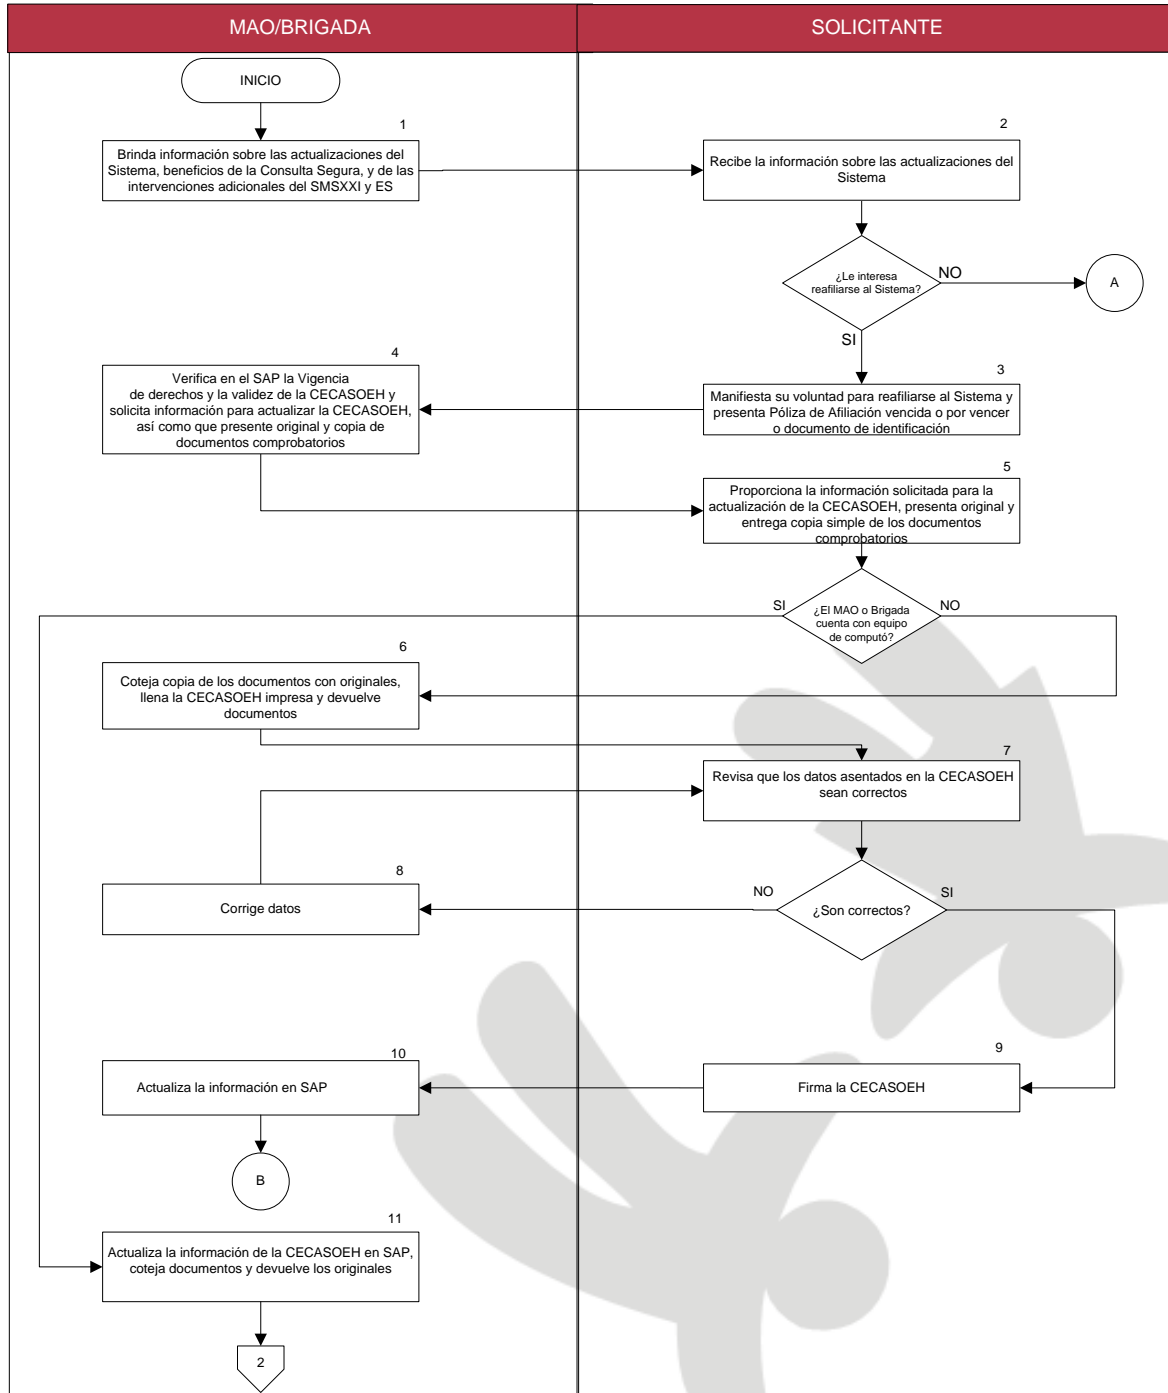 MAO/BRIGADA
SOLICITANTE
INICIO
1
Brinda información sobre las actualizaciones del
Sistema, beneficios de la Consulta Segura, y de las
intervenciones adicionales del SMSXXI y ES
2
Recibe la información sobre las actualizaciones del
Sistema
¿Le interesa
reafiliarse al Sistema?
NO
A
SI
3
Manifiesta su voluntad para reafiliarse al Sistema y
presenta Póliza de Afiliación vencida o por vencer
o documento de identificación
4
Verifica en el SAP la Vigencia
de derechos y la validez de la CECASOEH y
solicita información para actualizar la CECASOEH,
así como que presente original y copia de
documentos comprobatorios
5
Proporciona la información solicitada para la
actualización de la CECASOEH, presenta original y
entrega copia simple de los documentos
comprobatorios
SI
¿El MAO o Brigada
cuenta con equipo
de computó?
NO
6
Coteja copia de los documentos con originales,
llena la CECASOEH impresa y devuelve
documentos
7
Revisa que los datos asentados en la CECASOEH
sean correctos
8
Corrige datos
NO
¿Son correctos?
SI
9
Firma la CECASOEH
10
Actualiza la información en SAP
B
11
Actualiza la información de la CECASOEH en SAP,
coteja documentos y devuelve los originales
2